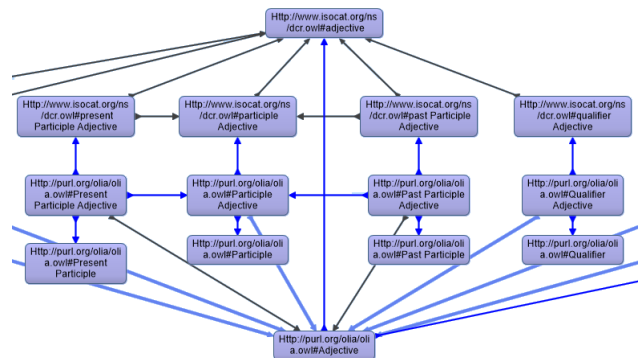 Http://www.isocat.org/ns
/dcr.owl#adjective
Http://www.isocat.org/ns
/dcr.owl#present
Participle Adjective
Http://www.isocat.org/ns
/dcr.owl#participle
Adjective
Http://www.isocat.org/ns
/dcr.owl#past Participle
Adjective
Http://www.isocat.org/ns
/dcr.owl#qualifier
Adjective
Http://purl.org/olia/oli
a.owl#Present
Participle Adjective
Http://purl.org/olia/oli
a.owl#Participle
Adjective
Http://purl.org/olia/oli
a.owl#Past Participle
Adjective
Http://purl.org/olia/oli
a.owl#Qualifier
Adjective
Http://purl.org/olia/oli
a.owl#Present
Participle
Http://purl.org/olia/oli
a.owl#Participle
Http://purl.org/olia/oli
a.owl#Past Participle
Http://purl.org/olia/oli
a.owl#Qualifier
Http://purl.org/olia/oli
a.owl#Adjective